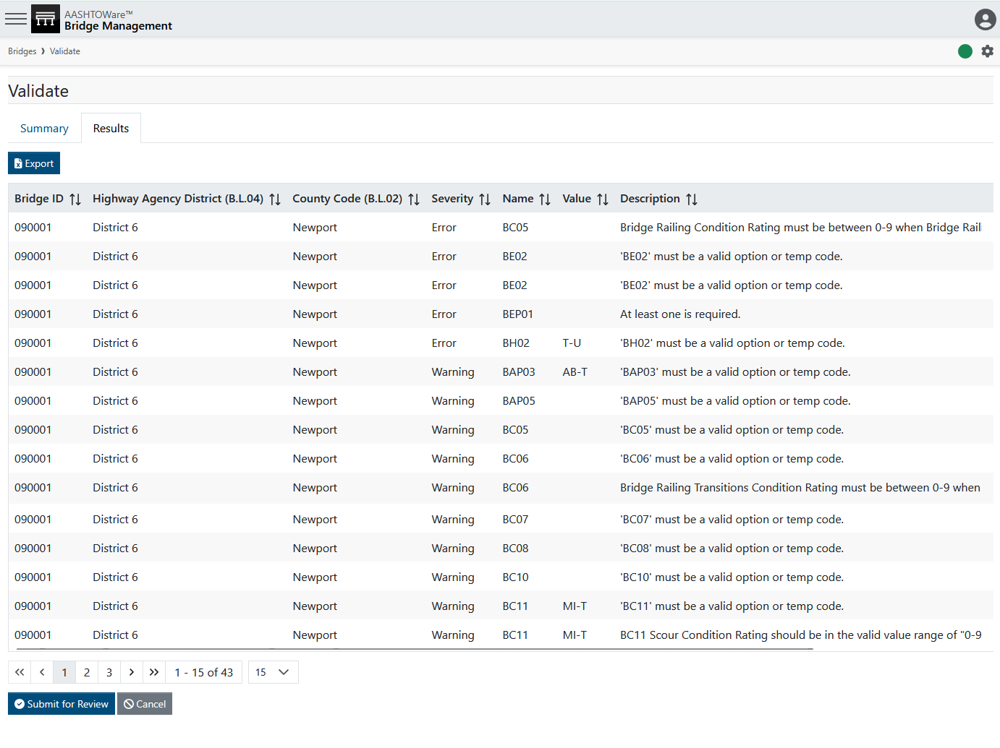 AASHTOWare™
Bridge Management
Bridges › Validate
Validate
Summary Results
Export
Bridge ID Highway Agency District (B.L.04) County Code (B.L.02) Severity Name Value Description
090001 District 6 Newport Error BC05 Bridge Railing Condition Rating must be between 0-9 when Bridge Rail
090001 District 6 Newport Error BE02 'BE02' must be a valid option or temp code.
090001 District 6 Newport Error BE02 'BE02' must be a valid option or temp code.
090001 District 6 Newport Error BEP01 At least one is required.
090001 District 6 Newport Error BH02 T-U 'BH02' must be a valid option or temp code.
090001 District 6 Newport Warning BAP03 AB-T 'BAP03' must be a valid option or temp code.
090001 District 6 Newport Warning BAP05 'BAP05' must be a valid option or temp code.
090001 District 6 Newport Warning BC05 'BC05' must be a valid option or temp code.
090001 District 6 Newport Warning BC06 'BC06' must be a valid option or temp code.
090001 District 6 Newport Warning BC06 Bridge Railing Transitions Condition Rating must be between 0-9 when
090001 District 6 Newport Warning BC07 'BC07' must be a valid option or temp code.
090001 District 6 Newport Warning BC08 'BC08' must be a valid option or temp code.
090001 District 6 Newport Warning BC10 'BC10' must be a valid option or temp code.
090001 District 6 Newport Warning BC11 MI-T 'BC11' must be a valid option or temp code.
090001 District 6 Newport Warning BC11 MI-T BC11 Scour Condition Rating should be in the valid value range of "0-9
« ‹ 1 2 3 › » 1 - 15 of 43 15
Submit for Review Cancel